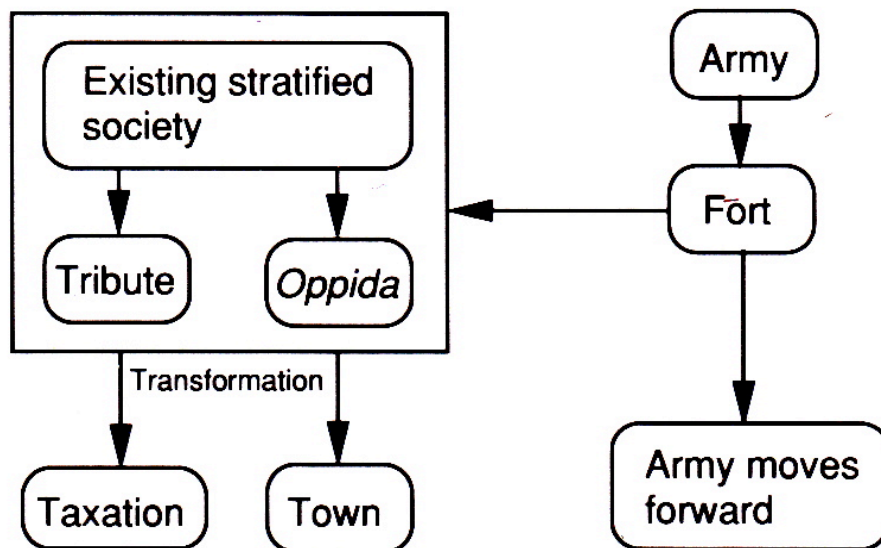 Existing stratified
society
Tribute
Oppida
Transformation
Taxation
Town
Army
Fort
Army moves
forward